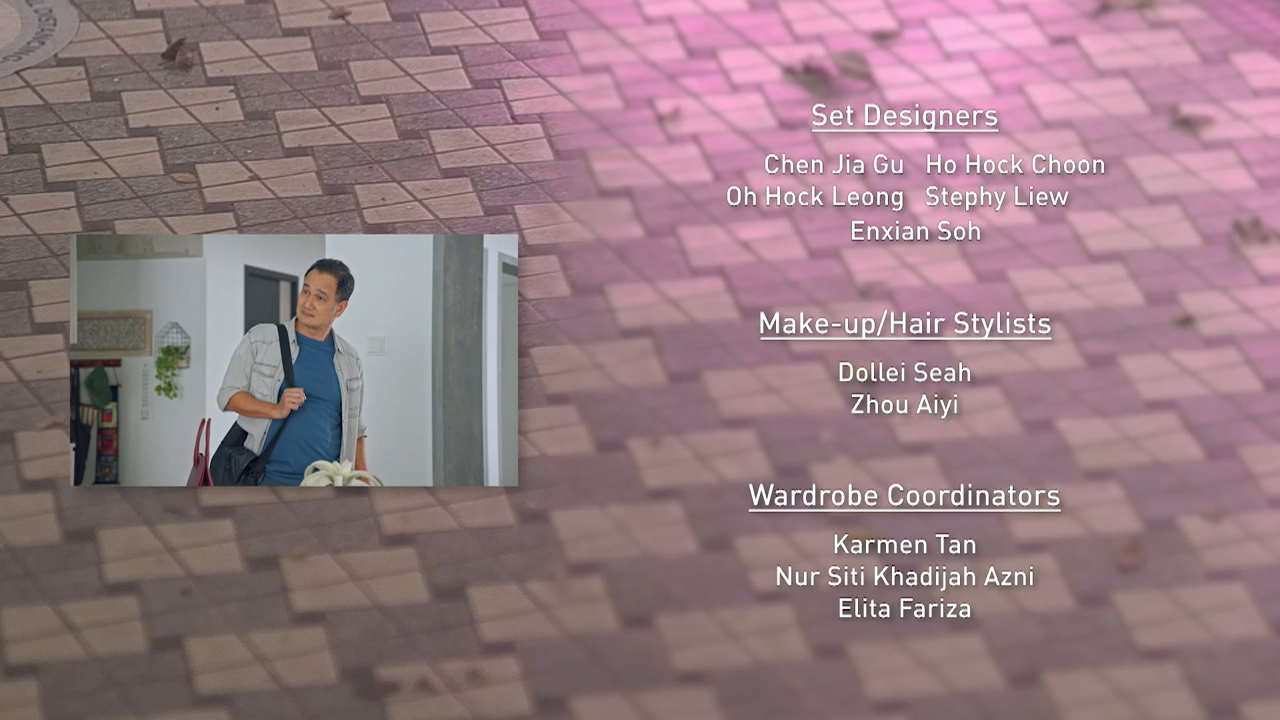 Set Designers
Chen Jia Gu Ho Hock Choon
Oh Hock Leong Stephy Liew
Enxian Soh
Make-up/Hair Stylists
Dollei Seah
Zhou Aiyi
Wardrobe Coordinators
Karmen Tan
Nur Siti Khadijah Azni
Elita Fariza